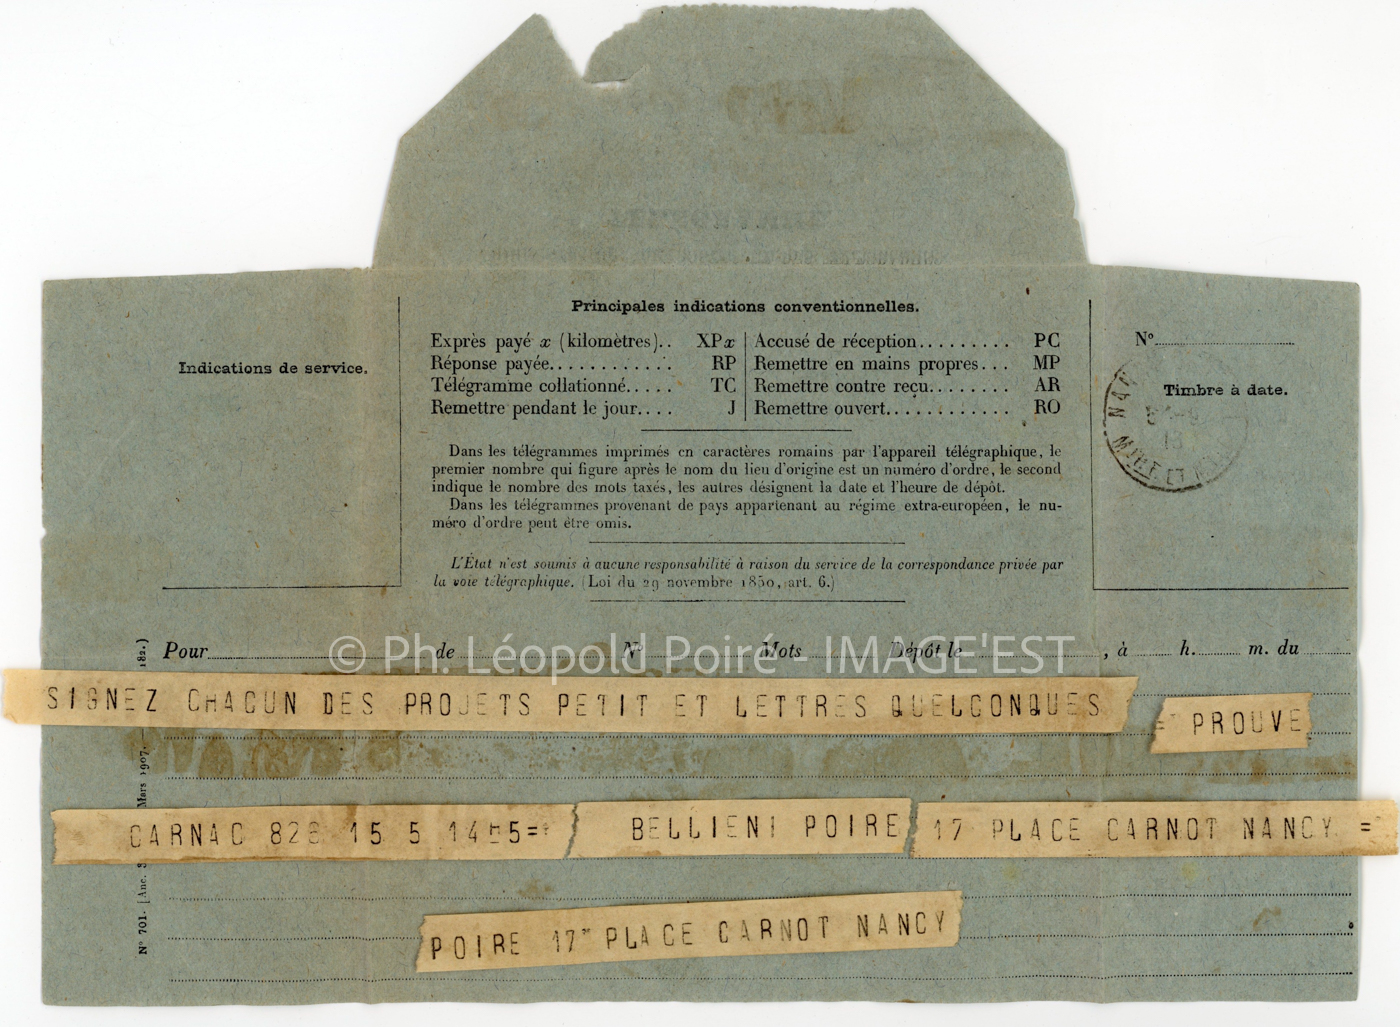 Principales indications conventionnelles.
Exprès payé x (kilomètres).. XPx
Réponse payée............ RP
Télégramme collationné..... TC
Remettre pendant le jour.... J
Accusé de réception......... PC
Remettre en mains propres... MP
Remettre contre reçu........ AR
Remettre ouvert............ RO
Indications de service.
N°
Timbre à date.
Dans les télégrammes imprimés en caractères romains par l'appareil télégraphique, le
premier nombre qui figure après le nom du lieu d'origine est un numéro d'ordre, le second
indique le nombre des mots taxés, les autres désignent la date et l'heure de dépôt.
Dans les télégrammes provenant de pays appartenant au régime extra-européen, le nu-
méro d'ordre peut être omis.
L'État n'est soumis à aucune responsabilité à raison du service de la correspondance privée par
la voie télégraphique. (Loi du 29 novembre 1850, art. 6.)
Pour de N° Mots Dépôt le , à h. m. du
© Ph. Léopold Poiré - IMAGE'EST
SIGNEZ CHACUN DES PROJETS PETIT ET LETTRES QUELCONQUES
= PROUVE
CARNAC 15 5
BELLIENI POIRE
17 PLACE CARNOT NANCY =
POIRE 17 PLACE CARNOT NANCY
N° 701.
Mars 1907.
182.)